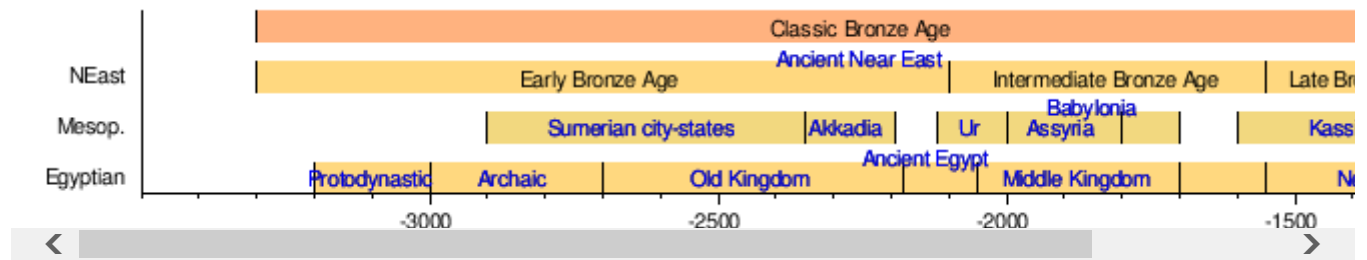 Classic Bronze Age
Ancient Near East
NEast Early Bronze Age Intermediate Bronze Age Late Br
Babylonia
Mesop. Sumerian city-states Akkadia Ur Assyria Kass
Ancient Egypt
Egyptian Protodynastic Archaic Old Kingdom Middle Kingdom Ne
-3000 -2500 -2000 -1500